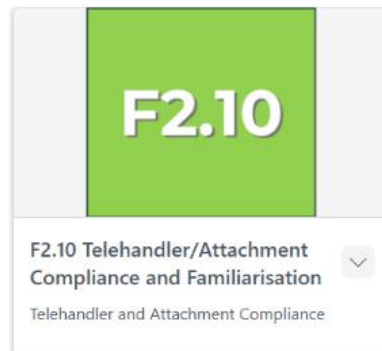 F2.10
F2.10 Telehandler/Attachment
Compliance and Familiarisation
Telehandler and Attachment Compliance